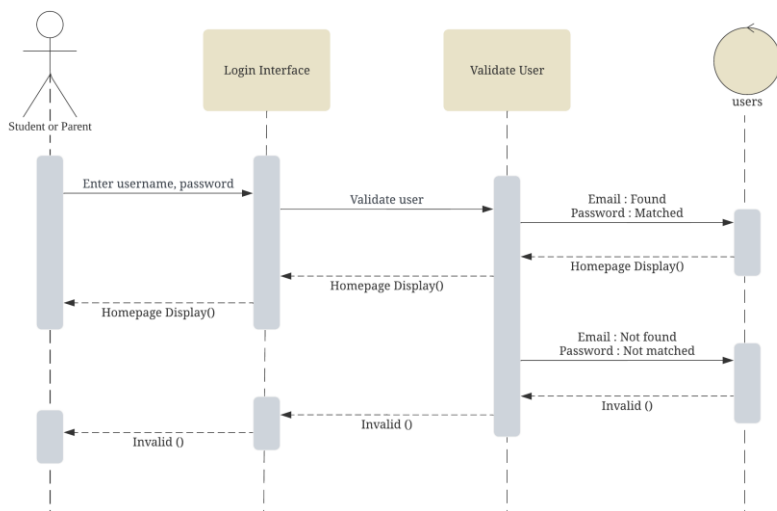 Login Interface
Validate User
users
Student or Parent
Enter username, password
Validate user
Email : Found
Password : Matched
Homepage Display()
Homepage Display()
Homepage Display()
Email : Not found
Password : Not matched
Invalid ()
Invalid ()
Invalid ()